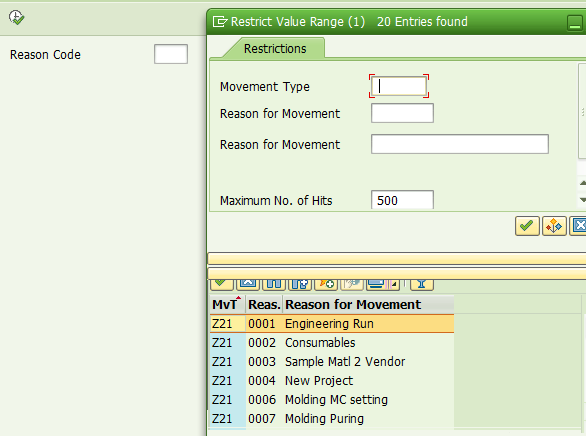 Restrict Value Range (1) 20 Entries found
Reason Code
Restrictions
Movement Type
Reason for Movement
Reason for Movement
Maximum No. of Hits 500
MvT Reas. Reason for Movement
Z21 0001 Engineering Run
Z21 0002 Consumables
Z21 0003 Sample Matl 2 Vendor
Z21 0004 New Project
Z21 0006 Molding MC setting
Z21 0007 Molding Puring